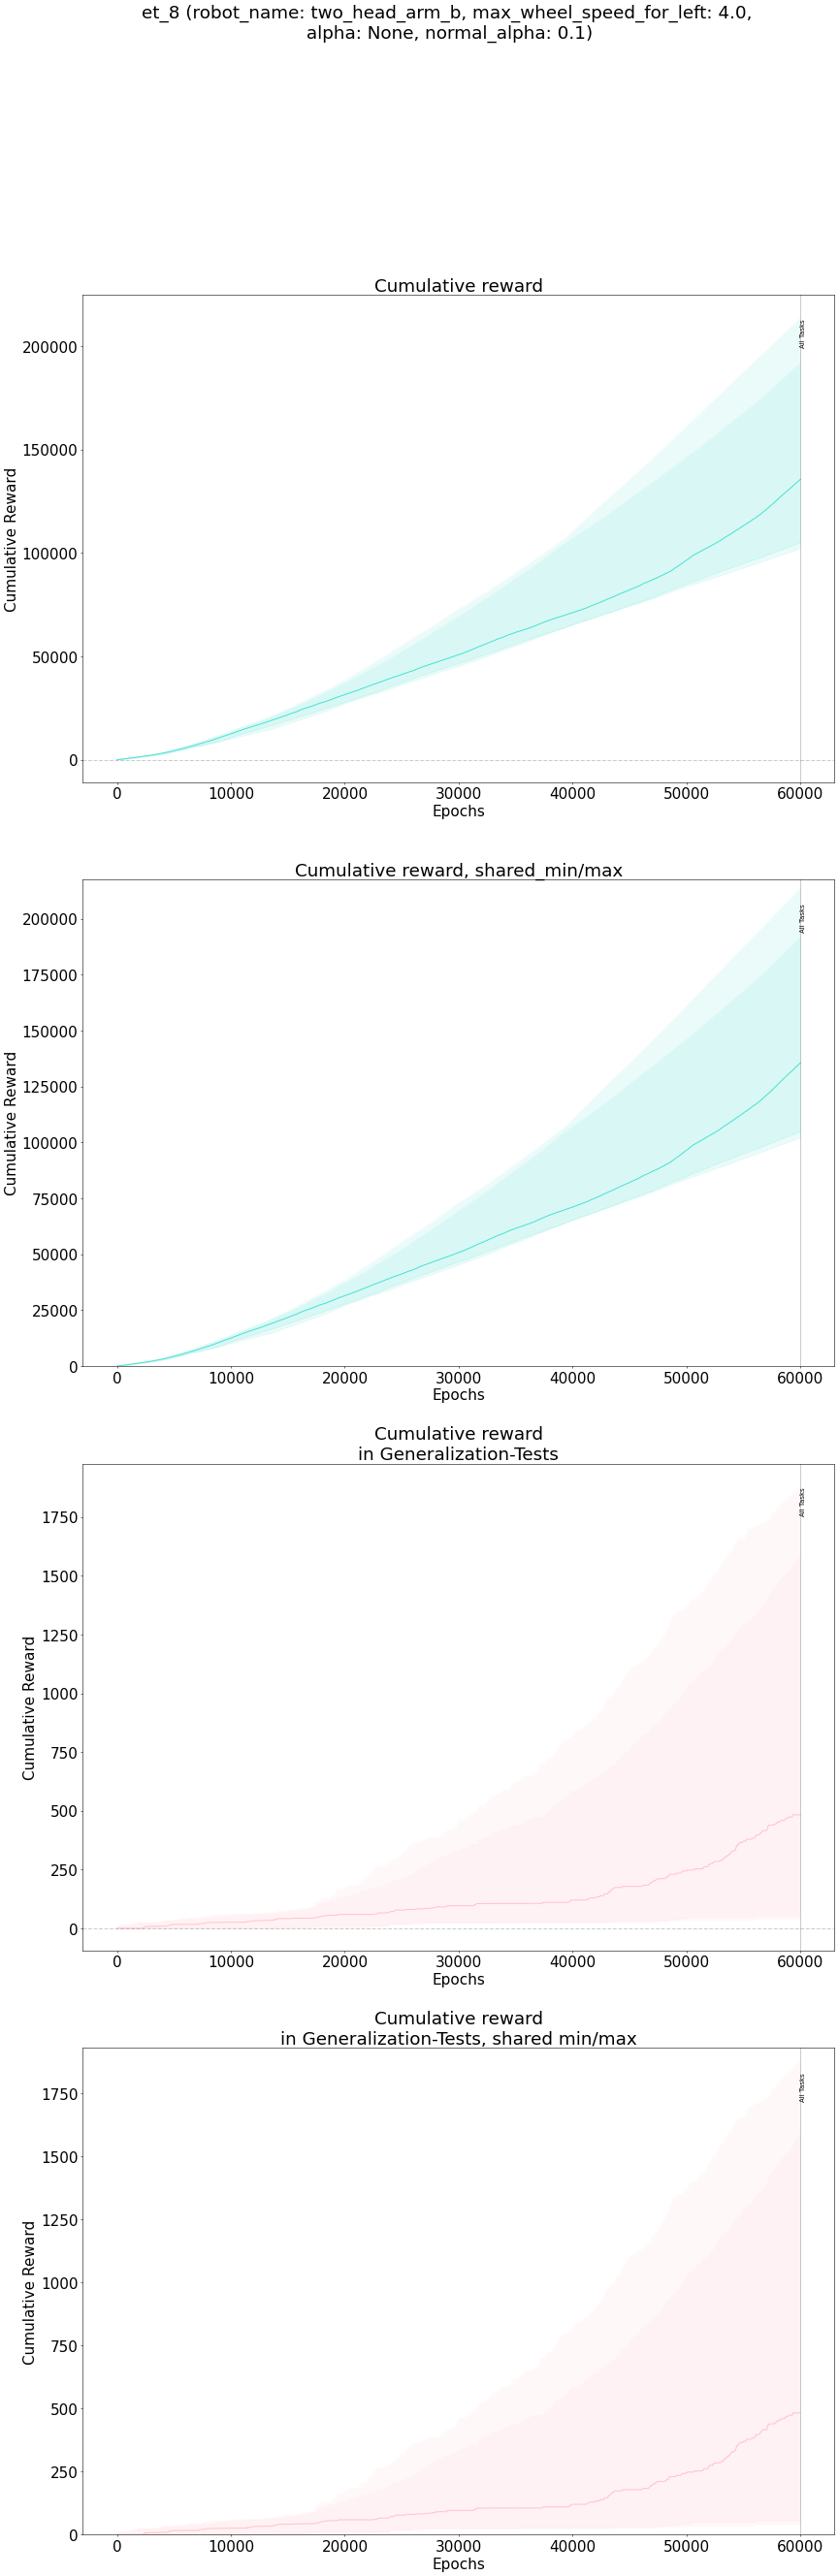 et_8 (robot_name: two_head_arm_b, max_wheel_speed_for_left: 4.0,
alpha: None, normal_alpha: 0.1)
Cumulative reward
200000
150000
100000
50000
0
Cumulative Reward
All Tasks
0 10000 20000 30000 40000 50000 60000
Epochs
Cumulative reward, shared_min/max
200000
175000
150000
125000
100000
75000
50000
25000
0
Cumulative Reward
All Tasks
0 10000 20000 30000 40000 50000 60000
Epochs
Cumulative reward
in Generalization-Tests
1750
1500
1250
1000
750
500
250
0
Cumulative Reward
All Tasks
0 10000 20000 30000 40000 50000 60000
Epochs
Cumulative reward
in Generalization-Tests, shared min/max
1750
1500
1250
1000
750
500
250
0
Cumulative Reward
All Tasks
0 10000 20000 30000 40000 50000 60000
Epochs